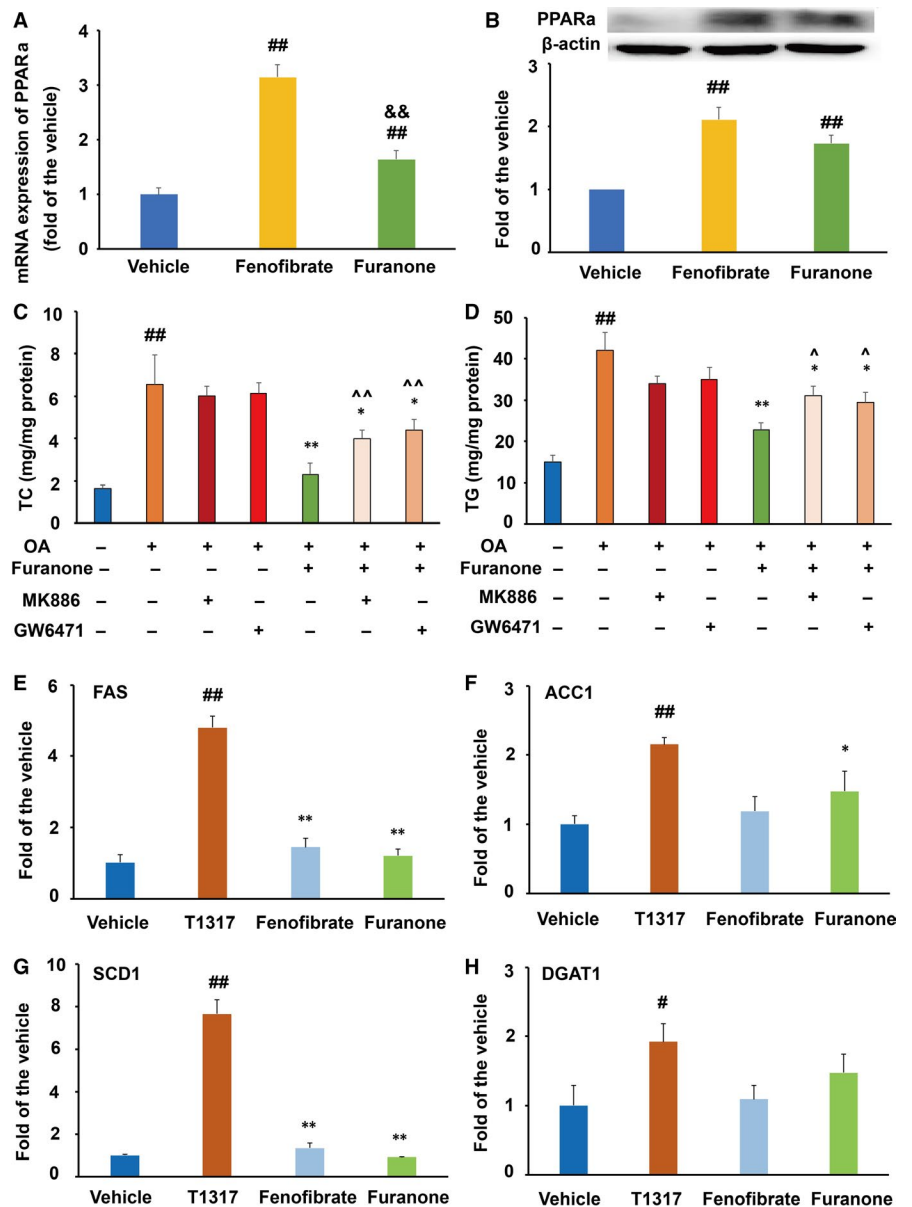 A
mRNA expression of PPARa
(fold of the vehicle)
4
3
2
1
0
##
&&
##
Vehicle Fenofibrate Furanone
B
PPARa
β-actin
Fold of the vehicle
3
2
1
0
##
##
Vehicle Fenofibrate Furanone
C
TC (mg/mg protein)
10
8
6
4
2
0
##
**
^^
*
^^
*
OA – + + + + + +
Furanone – – – – + + +
MK886 – – + – – + –
GW6471 – – – + – – +
D
TG (mg/mg protein)
50
40
30
20
10
0
##
**
^
*
^
*
OA – + + + + + +
Furanone – – – – + + +
MK886 – – + – – + –
GW6471 – – – + – – +
E
FAS
Fold of the vehicle
6
4
2
0
##
**
**
Vehicle T1317 Fenofibrate Furanone
F
ACC1
Fold of the vehicle
3
2
1
0
##
*
Vehicle T1317 Fenofibrate Furanone
G
SCD1
Fold of the vehicle
10
8
6
4
2
0
##
**
**
Vehicle T1317 Fenofibrate Furanone
H
DGAT1
Fold of the vehicle
3
2
1
0
#
Vehicle T1317 Fenofibrate Furanone